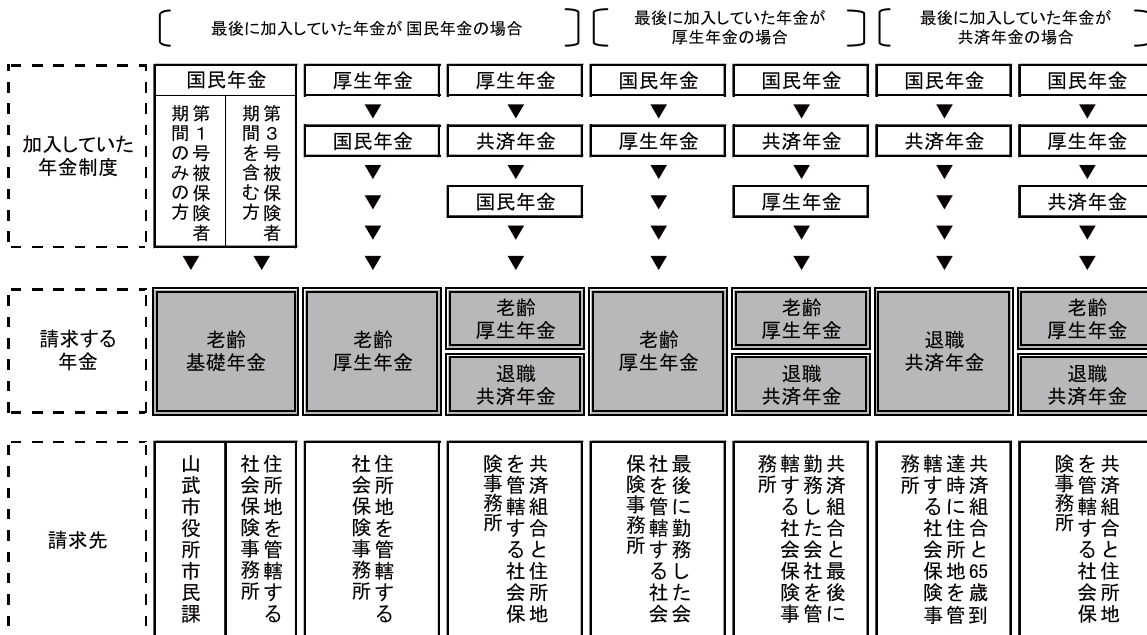 最後に加入していた年金が 国民年金の場合
最後に加入していた年金が
厚生年金の場合
最後に加入していた年金が
共済年金の場合
加入していた
年金制度
国民年金
第1号被保険者
期間のみの方
第3号被保険者
期間を含む方
厚生年金
▼
国民年金
▼
▼
▼
厚生年金
▼
共済年金
▼
国民年金
▼
国民年金
▼
厚生年金
▼
▼
▼
国民年金
▼
共済年金
▼
厚生年金
▼
国民年金
▼
共済年金
▼
▼
▼
国民年金
▼
厚生年金
▼
共済年金
▼
▼
▼
▼
▼
▼
▼
▼
▼
請求する
年金
老齢
基礎年金
老齢
厚生年金
老齢
厚生年金
退職
共済年金
老齢
厚生年金
老齢
厚生年金
退職
共済年金
退職
共済年金
老齢
厚生年金
退職
共済年金
請求先
山武市役所市民課
住所地を管轄する
社会保険事務所
住所地を管轄する
社会保険事務所
共済組合と住所地
を管轄する社会保
険事務所
最後に勤務した会
社を管轄する社会
保険事務所
共済組合と最後に
勤務した会社を管
轄する社会保険事
務所
共済組合と65歳到
達時に住所地を管
轄する社会保険事
務所
共済組合と住所地
を管轄する社会保
険事務所